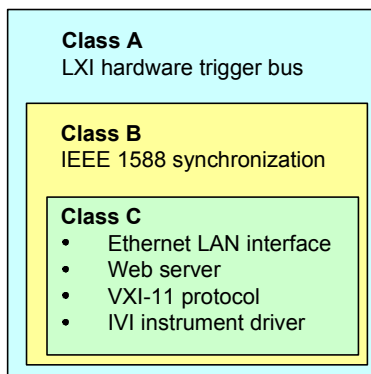 Class A
LXI hardware trigger bus
Class B
IEEE 1588 synchronization
Class C
• Ethernet LAN interface
• Web server
• VXI-11 protocol
• IVI instrument driver